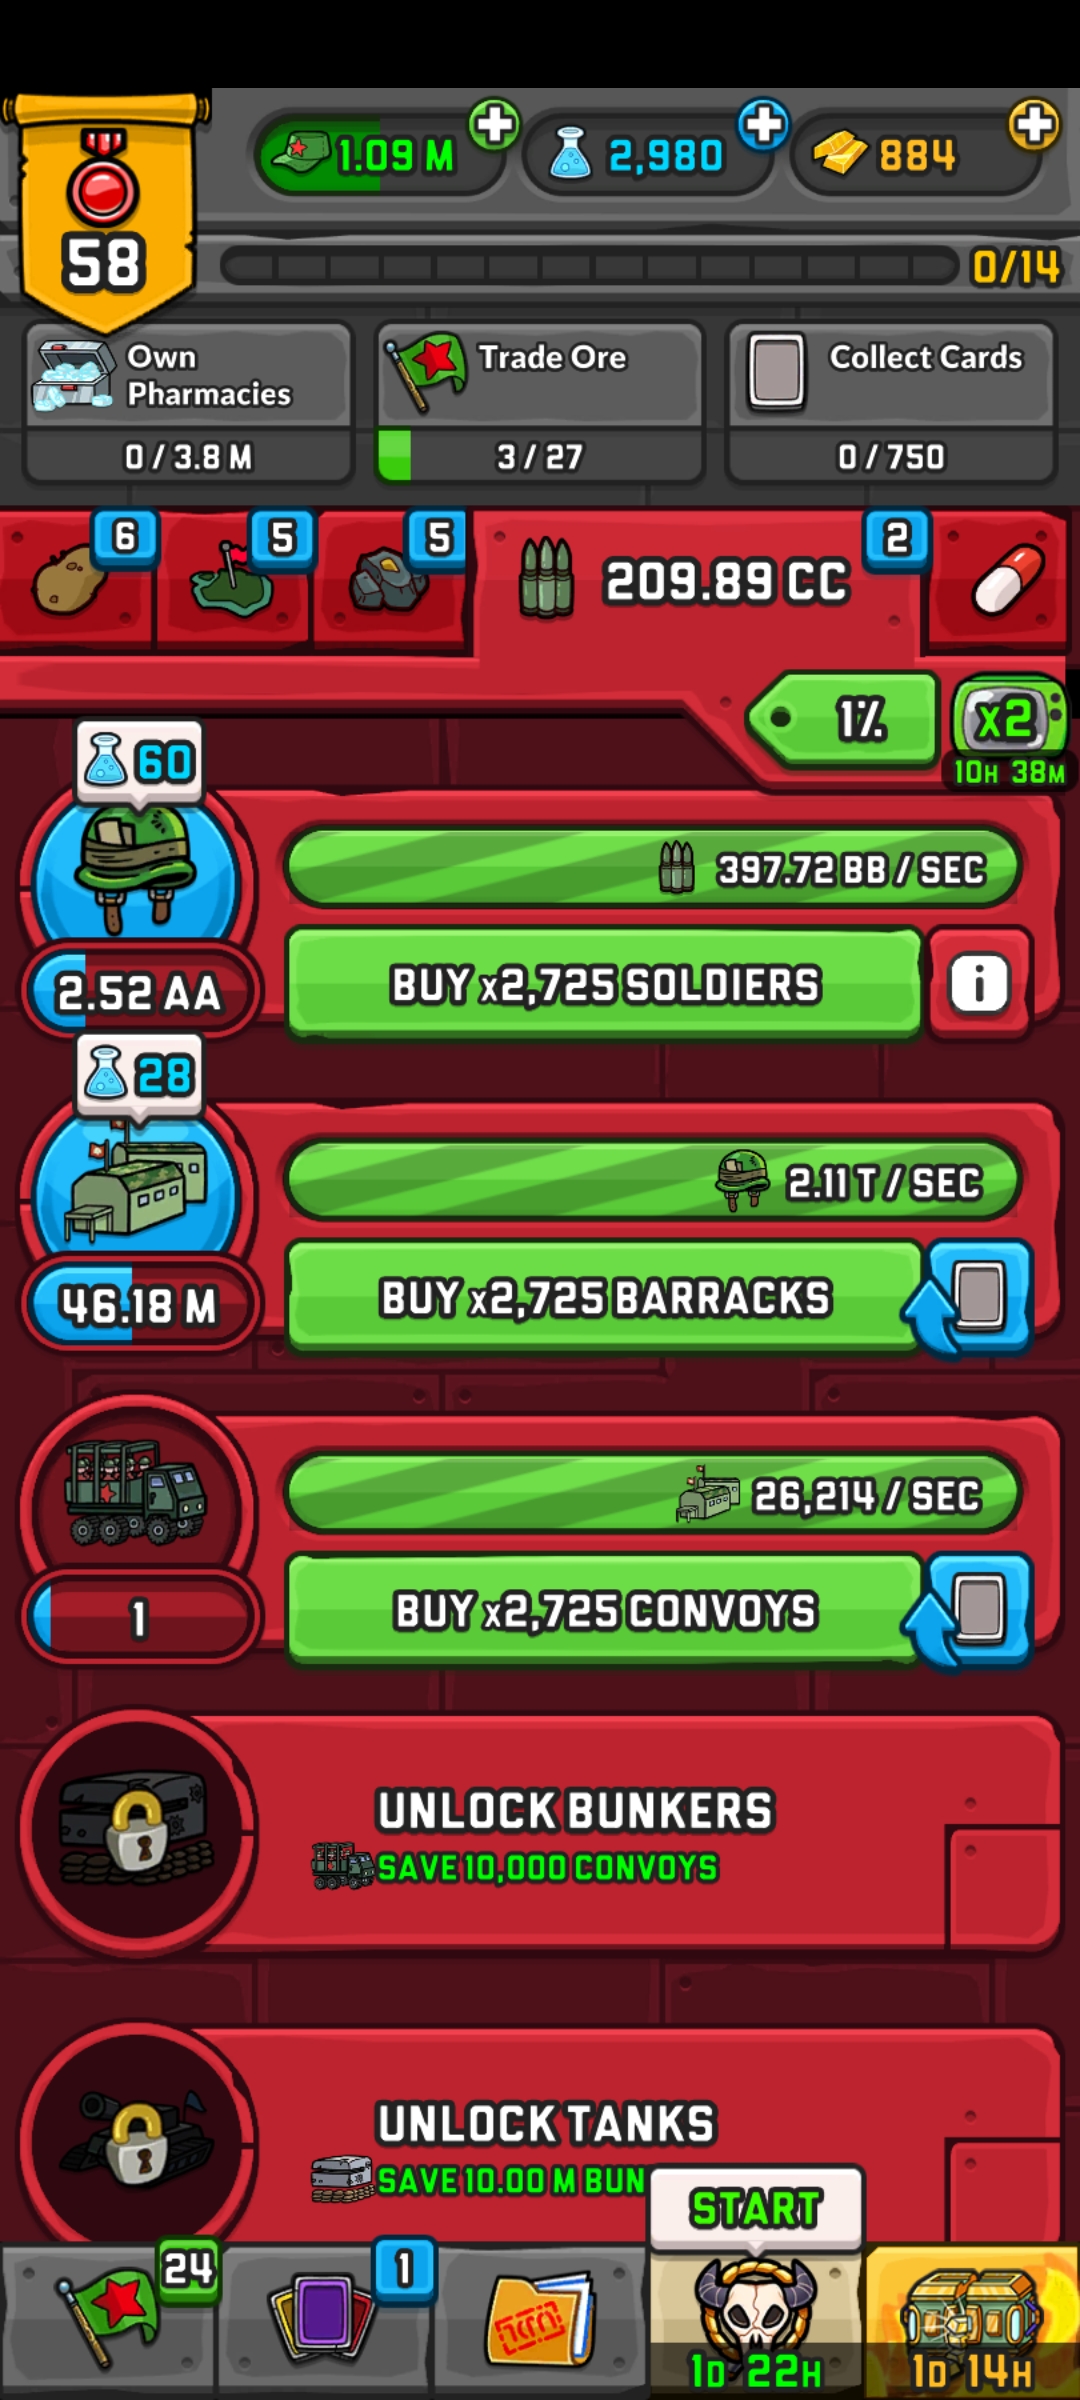 1.09 M
2,980
884
58
0/14
Own
Pharmacies
0 / 3.8 M
Trade Ore
3 / 27
Collect Cards
0 / 750
6
5
5
209.89 CC
2
1%
x2
10H 38M
60
397.72 BB / SEC
2.52 AA
BUY x2,725 SOLDIERS
i
28
2.11 T / SEC
46.18 M
BUY x2,725 BARRACKS
26,214 / SEC
1
BUY x2,725 CONVOYS
UNLOCK BUNKERS
SAVE 10,000 CONVOYS
UNLOCK TANKS
SAVE 10.00 M BUN
START
24
1
1D 22H
1D 14H